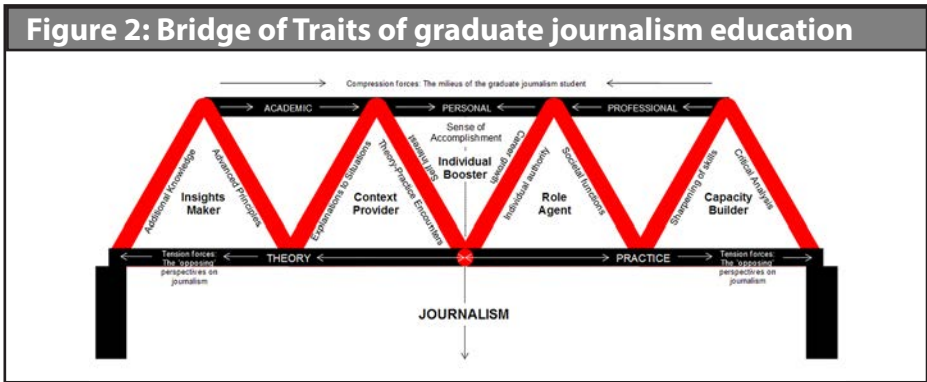 Figure 2: Bridge of Traits of graduate journalism education
Compression forces: The milieus of the graduate journalism student
ACADEMIC
PERSONAL
PROFESSIONAL
Additional Knowledge
Insights
Maker
Advanced Principles
Explanations to Situations
Context
Provider
Theory-Practice Encounters
Self Interest
Sense of
Accomplishment
Individual
Booster
Career growth
Individual authority
Role
Agent
Societal functions
Sharpening of skills
Capacity
Builder
Critical Analysis
Tension forces:
The 'opposing'
perspectives on
journalism
THEORY
PRACTICE
Tension forces:
The 'opposing'
perspectives on
journalism
JOURNALISM